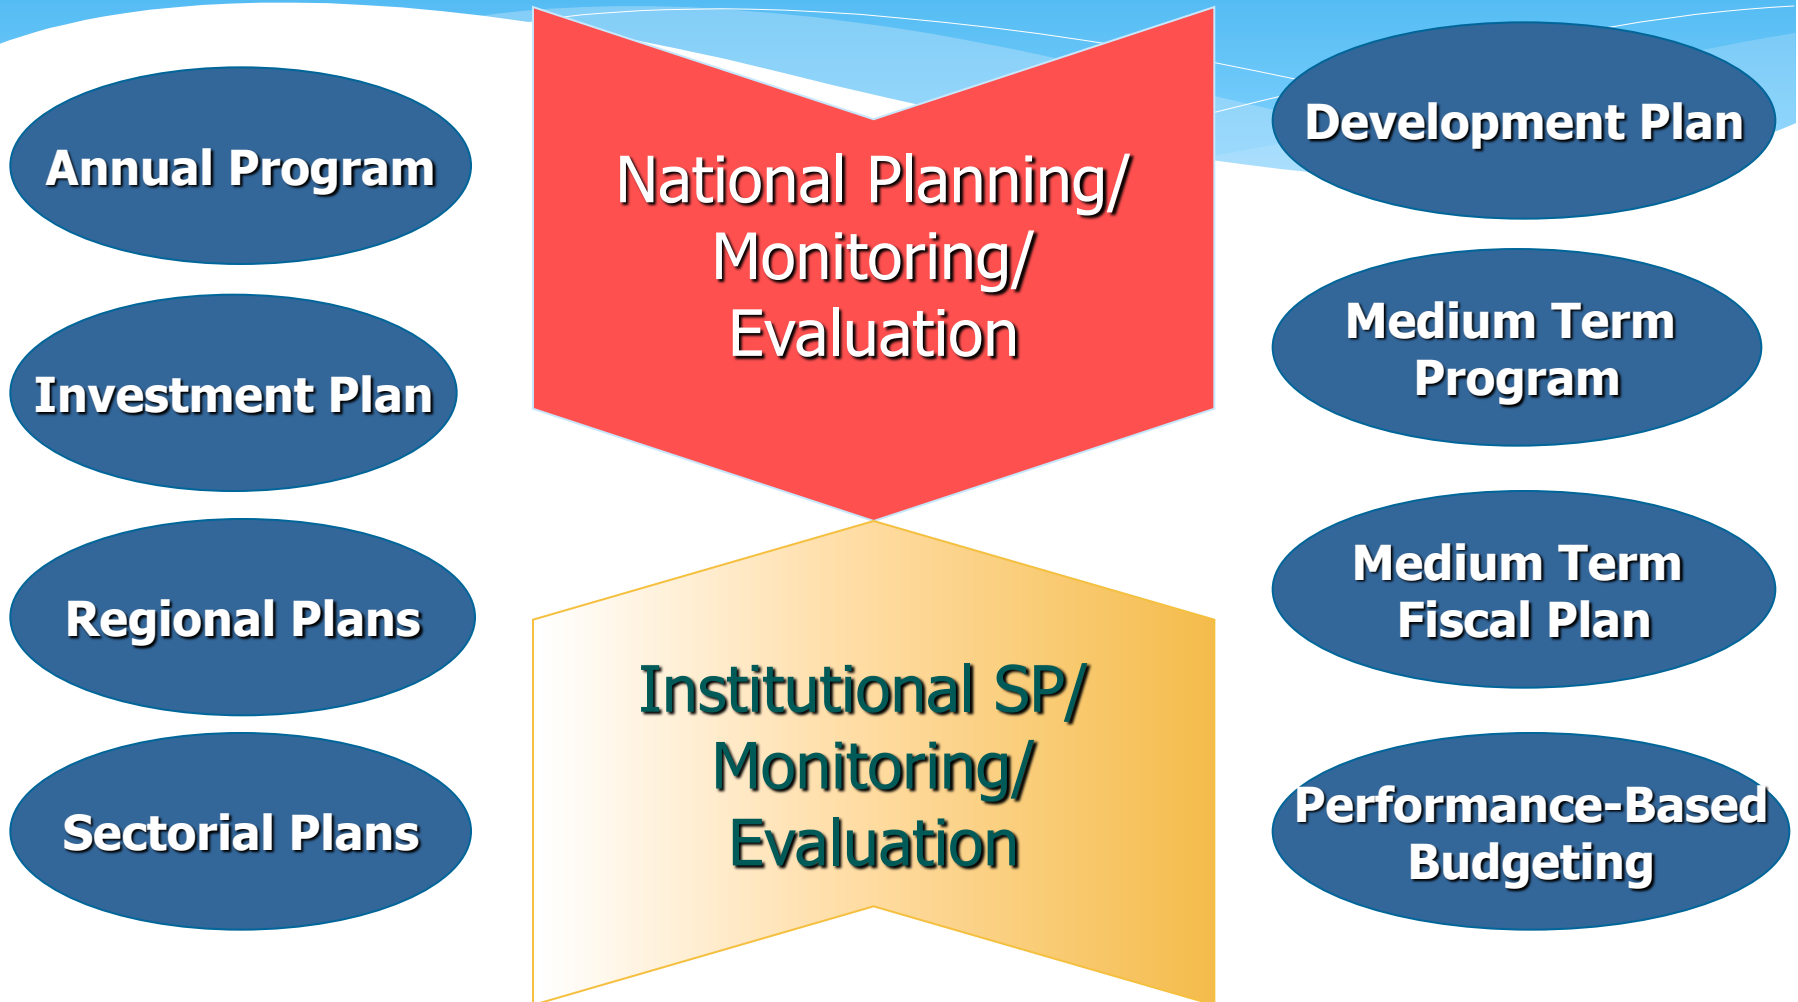 Annual Program
Investment Plan
Regional Plans
Sectorial Plans
National Planning/
Monitoring/
Evaluation
Institutional SP/
Monitoring/
Evaluation
Development Plan
Medium Term
Program
Medium Term
Fiscal Plan
Performance-Based
Budgeting